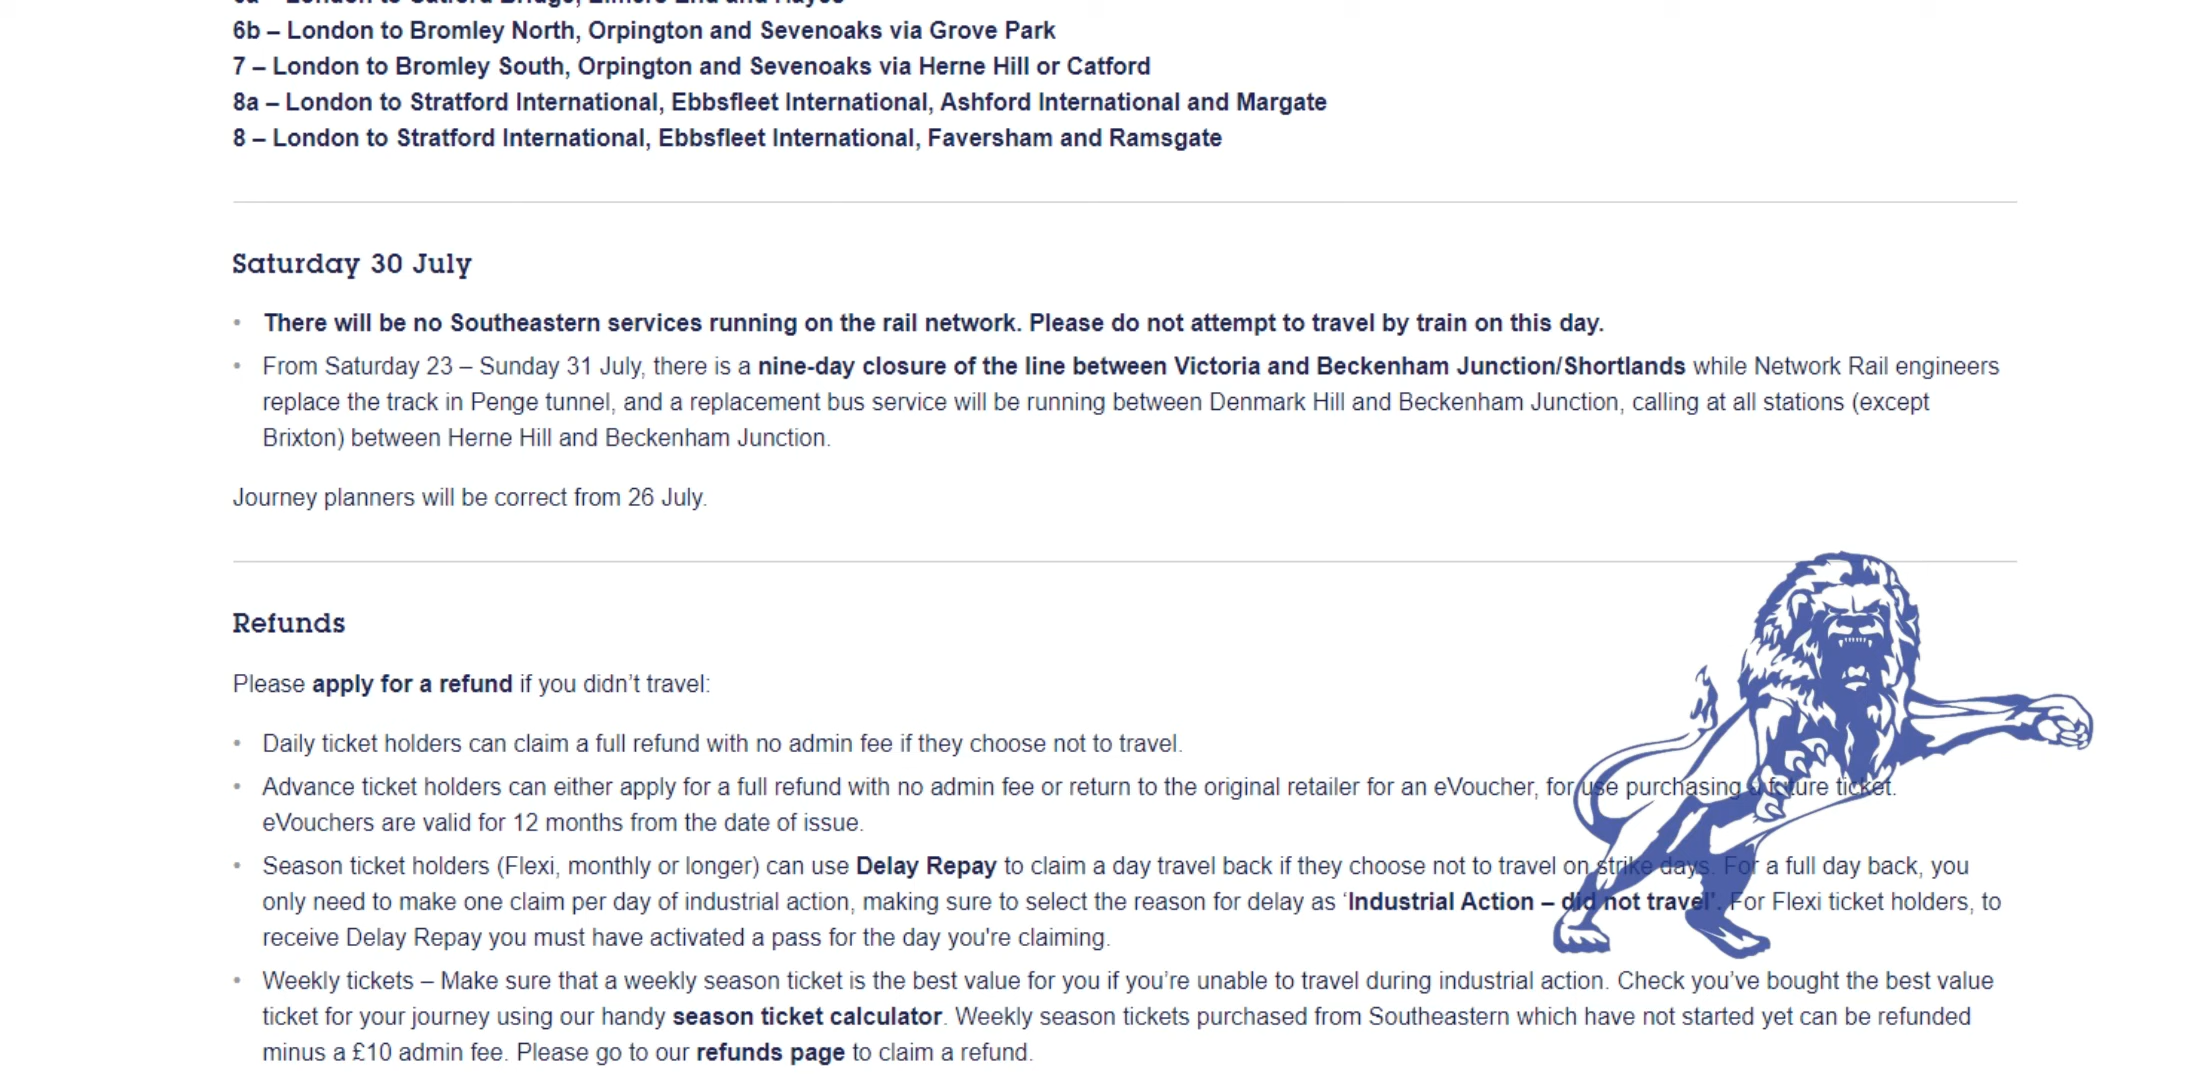 6a – London to Catford Bridge, Elmers End and Hayes
6b – London to Bromley North, Orpington and Sevenoaks via Grove Park
7 – London to Bromley South, Orpington and Sevenoaks via Herne Hill or Catford
8a – London to Stratford International, Ebbsfleet International, Ashford International and Margate
8 – London to Stratford International, Ebbsfleet International, Faversham and Ramsgate
Saturday 30 July
• There will be no Southeastern services running on the rail network. Please do not attempt to travel by train on this day.
• From Saturday 23 – Sunday 31 July, there is a nine-day closure of the line between Victoria and Beckenham Junction/Shortlands while Network Rail engineers
replace the track in Penge tunnel, and a replacement bus service will be running between Denmark Hill and Beckenham Junction, calling at all stations (except
Brixton) between Herne Hill and Beckenham Junction.
Journey planners will be correct from 26 July.
Refunds
Please apply for a refund if you didn’t travel:
• Daily ticket holders can claim a full refund with no admin fee if they choose not to travel.
• Advance ticket holders can either apply for a full refund with no admin fee or return to the original retailer for an eVoucher, for use purchasing a future ticket.
eVouchers are valid for 12 months from the date of issue.
• Season ticket holders (Flexi, monthly or longer) can use Delay Repay to claim a day travel back if they choose not to travel on strike days. For a full day back, you
only need to make one claim per day of industrial action, making sure to select the reason for delay as ‘Industrial Action – did not travel’. For Flexi ticket holders, to
receive Delay Repay you must have activated a pass for the day you're claiming.
• Weekly tickets – Make sure that a weekly season ticket is the best value for you if you’re unable to travel during industrial action. Check you’ve bought the best value
ticket for your journey using our handy season ticket calculator. Weekly season tickets purchased from Southeastern which have not started yet can be refunded
minus a £10 admin fee. Please go to our refunds page to claim a refund.